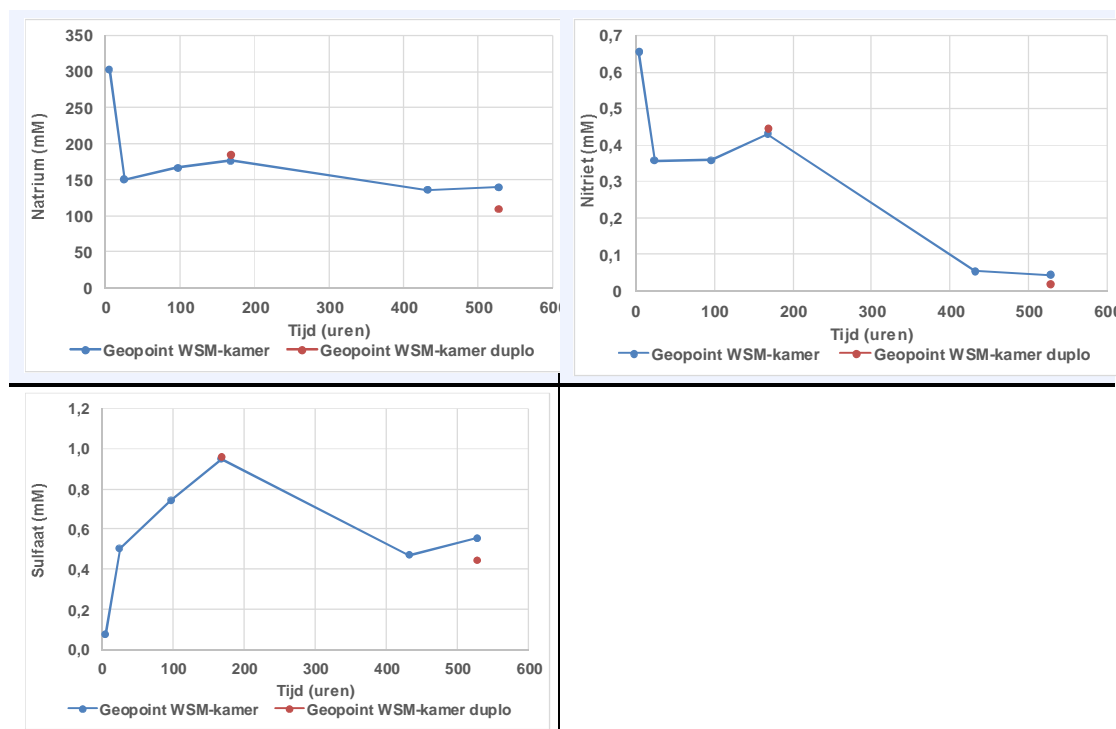 Natrium (mM)
350
300
250
200
150
100
50
0
0 100 200 300 400 500 600
Tijd (uren)
Geopoint WSM-kamer Geopoint WSM-kamer duplo
Nitriet (mM)
0,7
0,6
0,5
0,4
0,3
0,2
0,1
0
0 100 200 300 400 500 600
Tijd (uren)
Geopoint WSM-kamer Geopoint WSM-kamer duplo
Sulfaat (mM)
1,2
1,0
0,8
0,6
0,4
0,2
0,0
0 100 200 300 400 500 600
Tijd (uren)
Geopoint WSM-kamer Geopoint WSM-kamer duplo